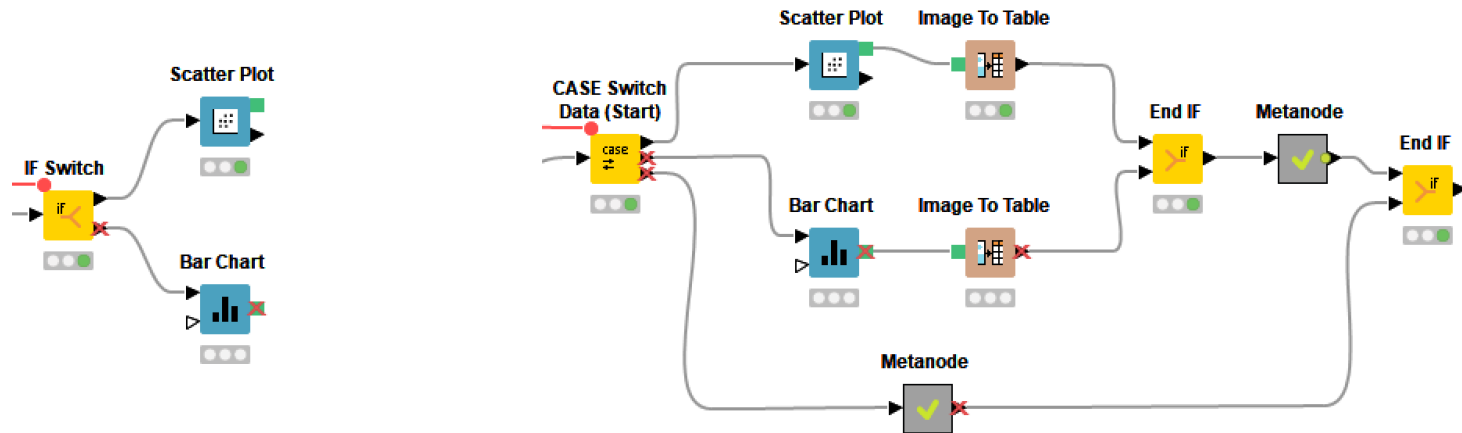 Scatter Plot
IF Switch
if
Bar Chart
Scatter Plot
Image To Table
CASE Switch
Data (Start)
case
End IF
if
Metanode
End IF
if
Bar Chart
Image To Table
Metanode